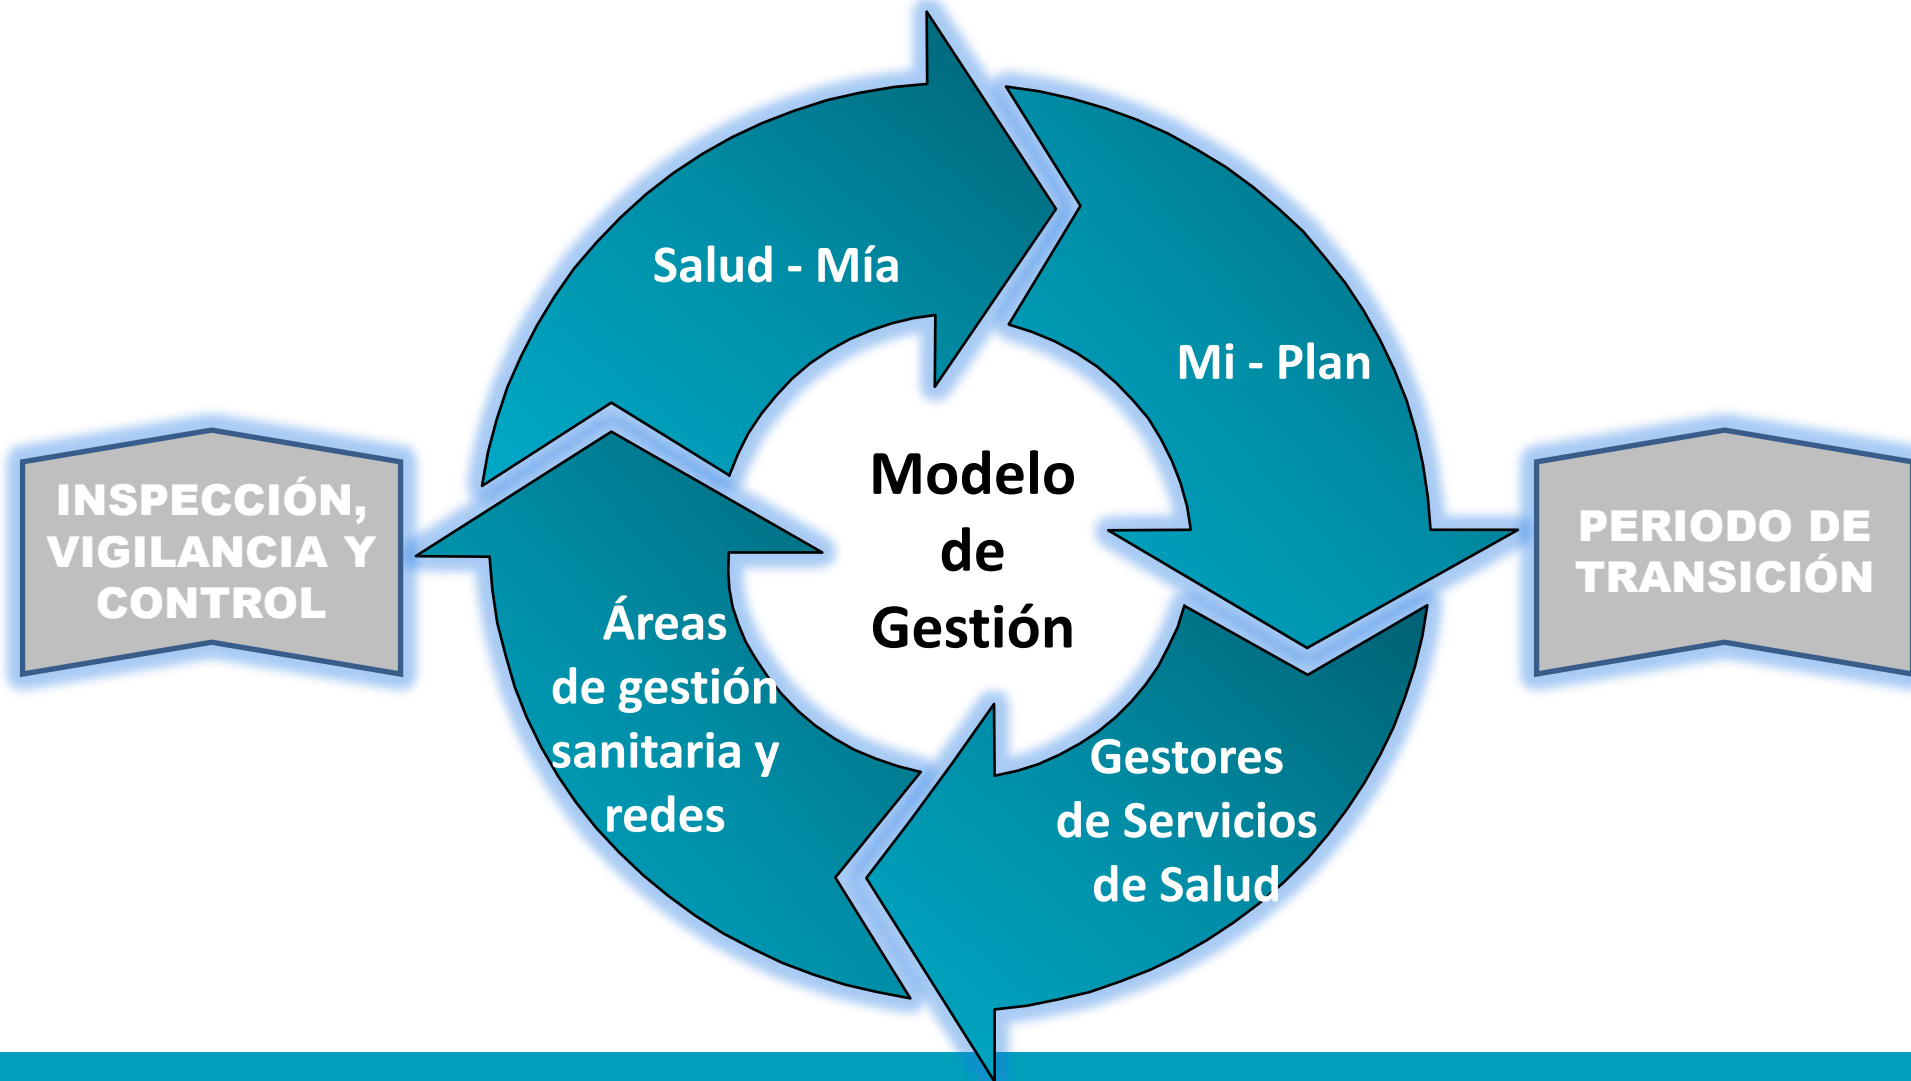 Salud - Mía
Mi - Plan
Modelo
de
Gestión
INSPECCIÓN,
VIGILANCIA Y
CONTROL
PERIODO DE
TRANSICIÓN
Áreas
de gestión
sanitaria y
redes
Gestores
de Servicios
de Salud